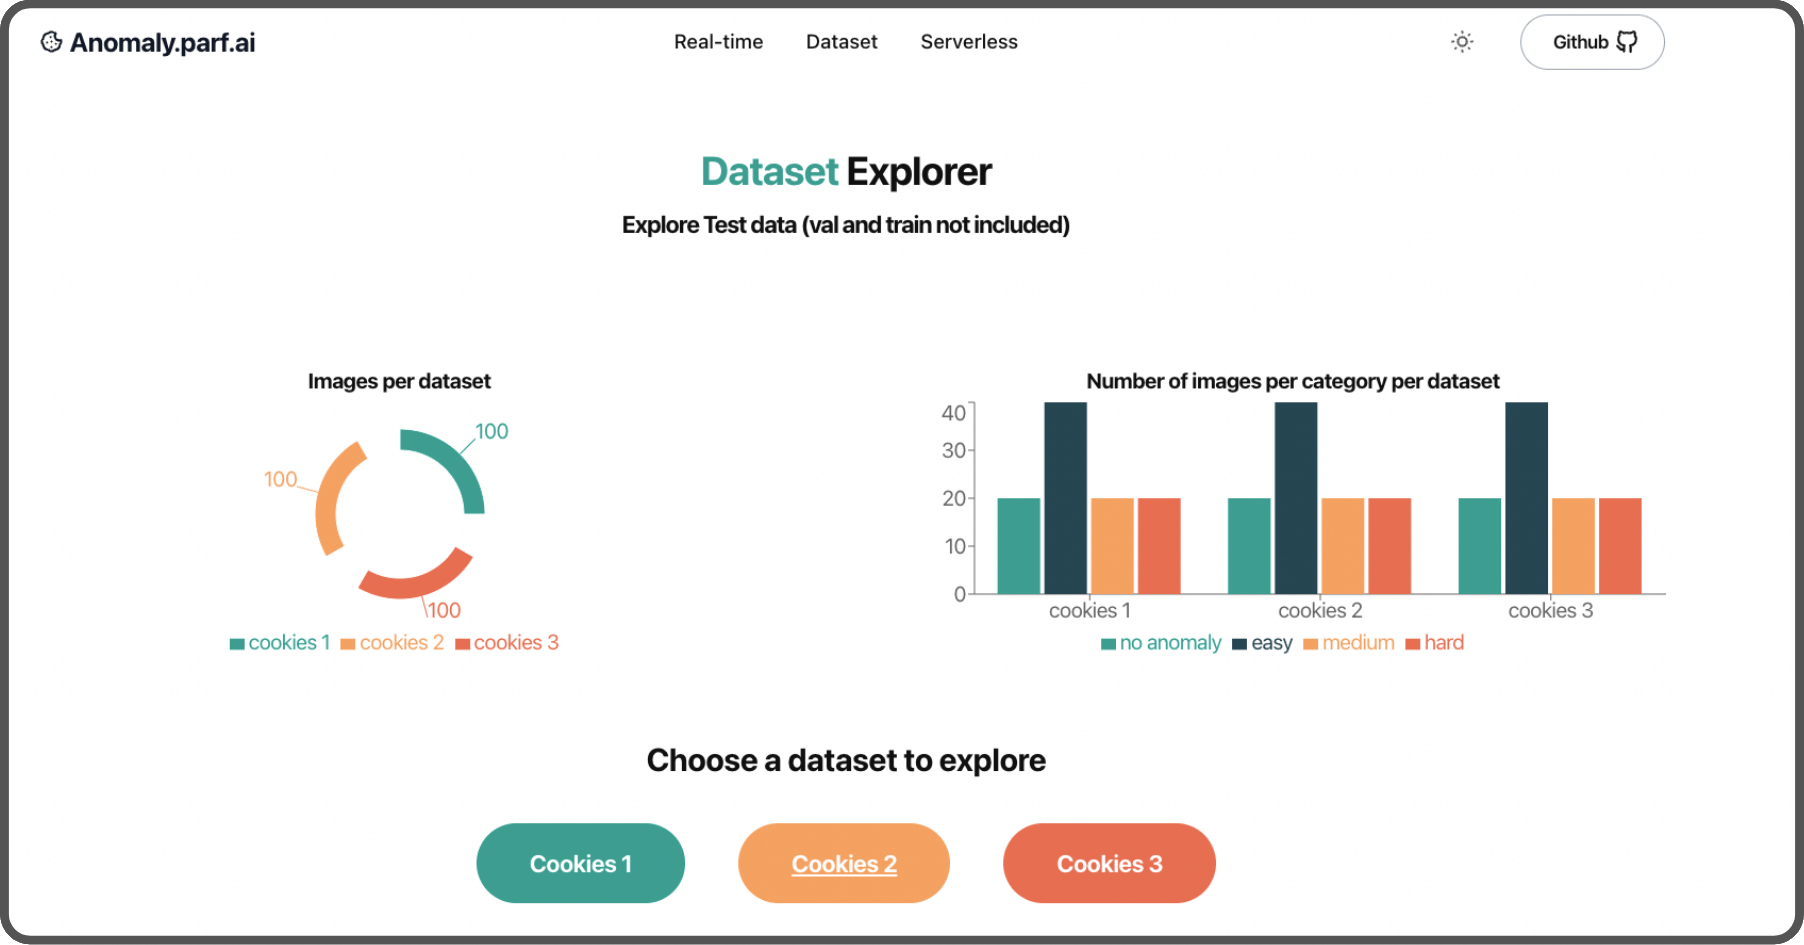 Anomaly.parf.ai
Real-time Dataset Serverless
Github
Dataset Explorer
Explore Test data (val and train not included)
Images per dataset
100
100
100
cookies 1 cookies 2 cookies 3
Number of images per category per dataset
40
30
20
10
0
cookies 1 cookies 2 cookies 3
no anomaly easy medium hard
Choose a dataset to explore
Cookies 1 Cookies 2 Cookies 3